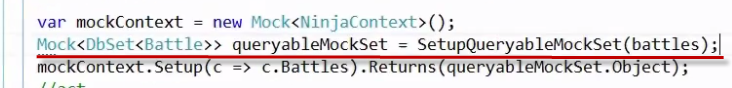 var mockContext = new Mock<NinjaContext>();
Mock<DbSet<Battle>> queryableMockSet = SetupQueryableMockSet(battles);
mockContext.Setup(c => c.Battles).Returns(queryableMockSet.Object);